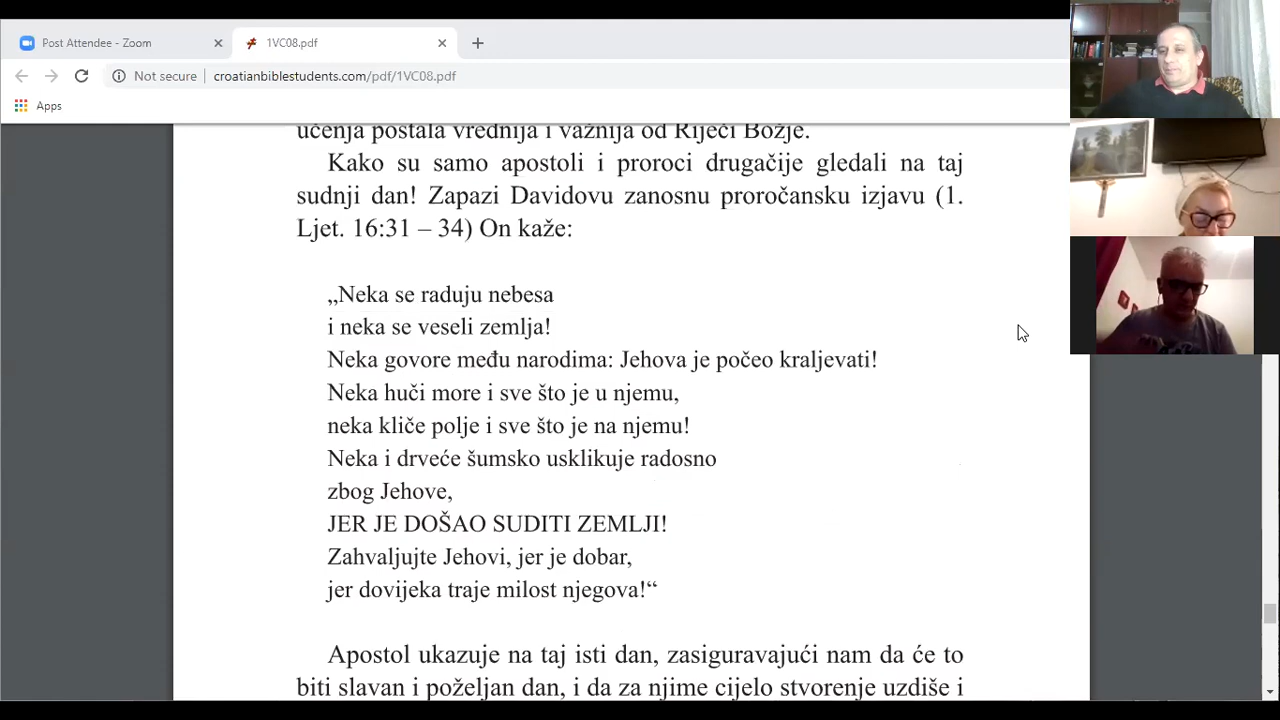 Post Attendee - Zoom
1VC08.pdf
Not secure
croatianbiblestudents.com/pdf/1VC08.pdf
Apps
učenja postala vrednija i važnija od Riječi Božje.
Kako su samo apostoli i proroci drugačije gledali na taj
sudnji dan! Zapazi Davidovu zanosnu proročansku izjavu (1.
Ljet. 16:31 – 34) On kaže:
„Neka se raduju nebesa
i neka se veseli zemlja!
Neka govore među narodima: Jehova je počeo kraljevati!
Neka huči more i sve što je u njemu,
neka kliče polje i sve što je na njemu!
Neka i drveće šumsko usklikuje radosno
zbog Jehove,
JER JE DOŠAO SUDITI ZEMLJI!
Zahvaljujte Jehovi, jer je dobar,
jer dovijeka traje milost njegova!“
Apostol ukazuje na taj isti dan, zasiguravajući nam da će to
biti slavan i poželjan dan, i da za njime cijelo stvorenje uzdiše i